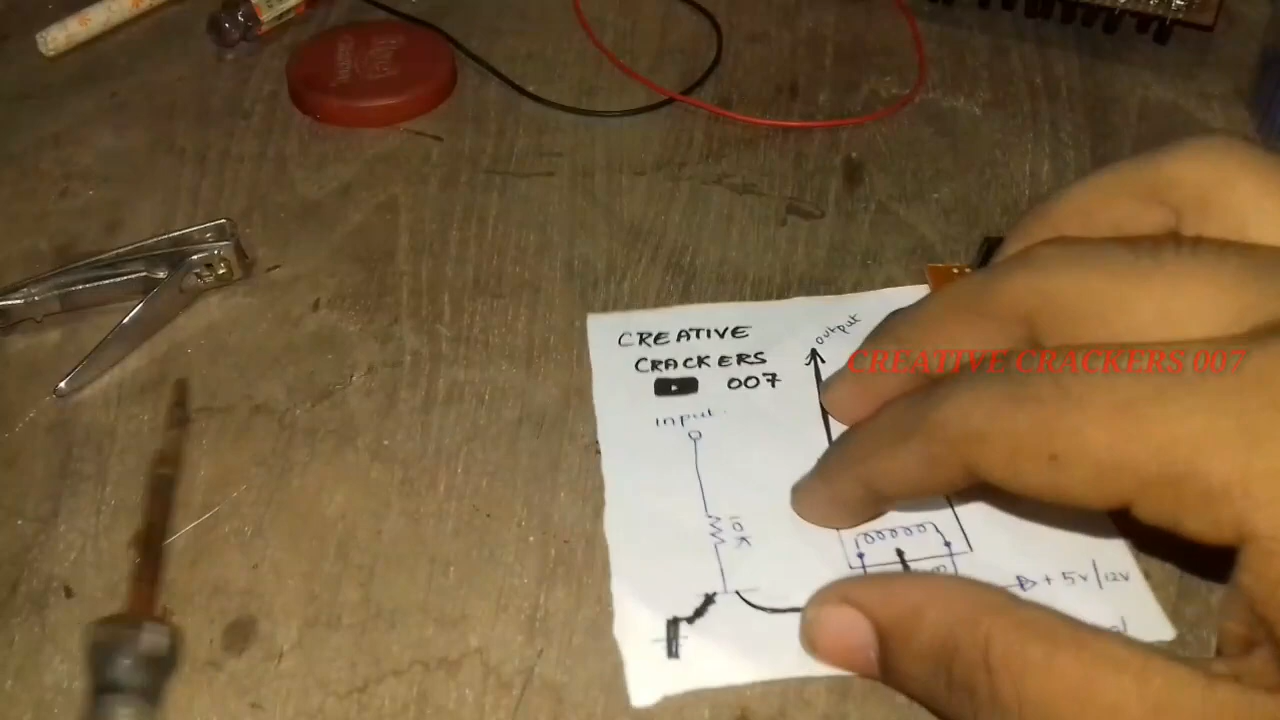 CREATIVE
CRACKERS
007
output
CREATIVE CRACKERS 007
Input
10K
+ 5V/12V